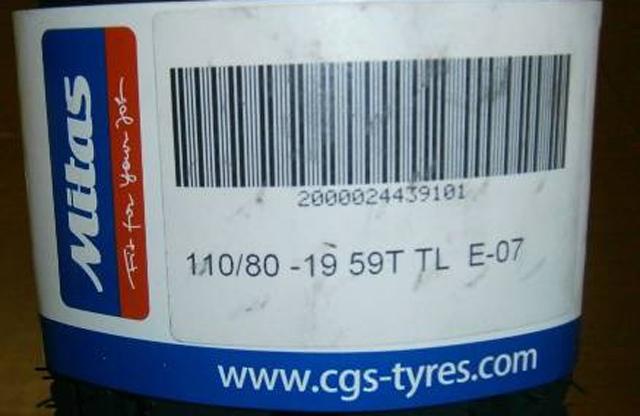 Mitas
Fit for Your Job
2000024439101
110/80 -19 59T TL E-07
www.cgs-tyres.com